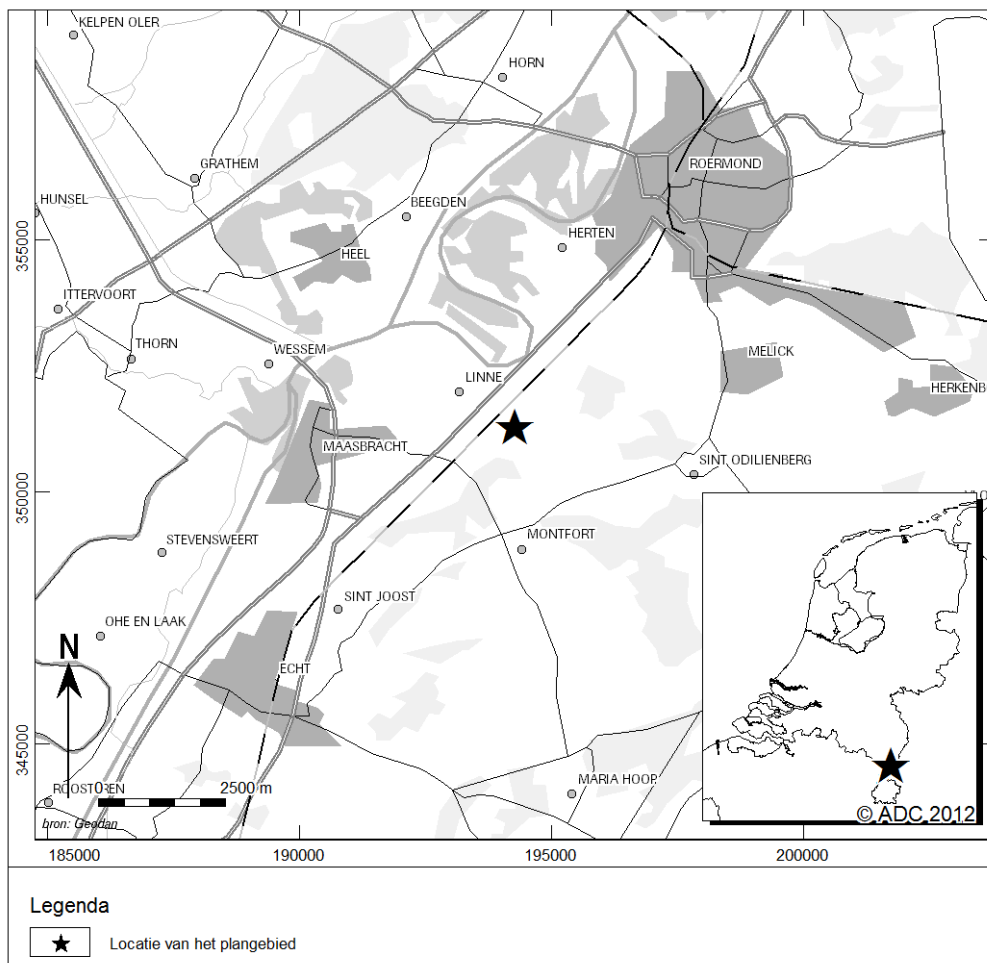 KELPEN OLER
HORN
GRATHEM
ROERMOND
HUNSEL
BEEGDEN
HERTEN
HEEL
355000
ITTERVOORT
THORN
WESSEM
MELICK
LINNE
HERKENB
MAASBRACHT
SINT ODILIENBERG
350000
STEVENSWEERT
MONTFORT
SINT JOOST
OHE EN LAAK
N
ECHT
345000
MARIA HOOP
0 2500 m
ROOSTEREN
bron: Geodan
© ADC 2012
185000 190000 195000 200000
Legenda
Locatie van het plangebied